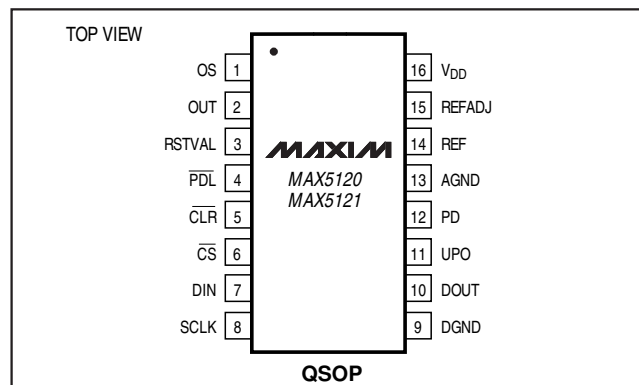 TOP VIEW
OS 1
OUT 2
RSTVAL 3
PDL 4
CLR 5
CS 6
DIN 7
SCLK 8
MAXIM
MAX5120
MAX5121
16 VDD
15 REFADJ
14 REF
13 AGND
12 PD
11 UPO
10 DOUT
9 DGND
QSOP